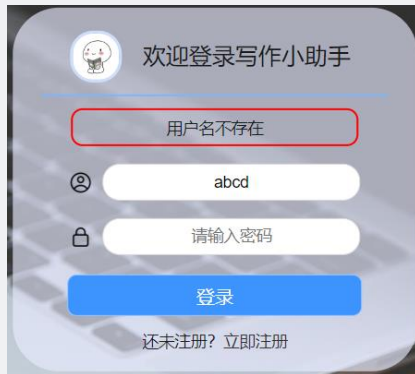 欢迎登录写作小助手
用户名不存在
abcd
请输入密码
登录
还未注册？立即注册